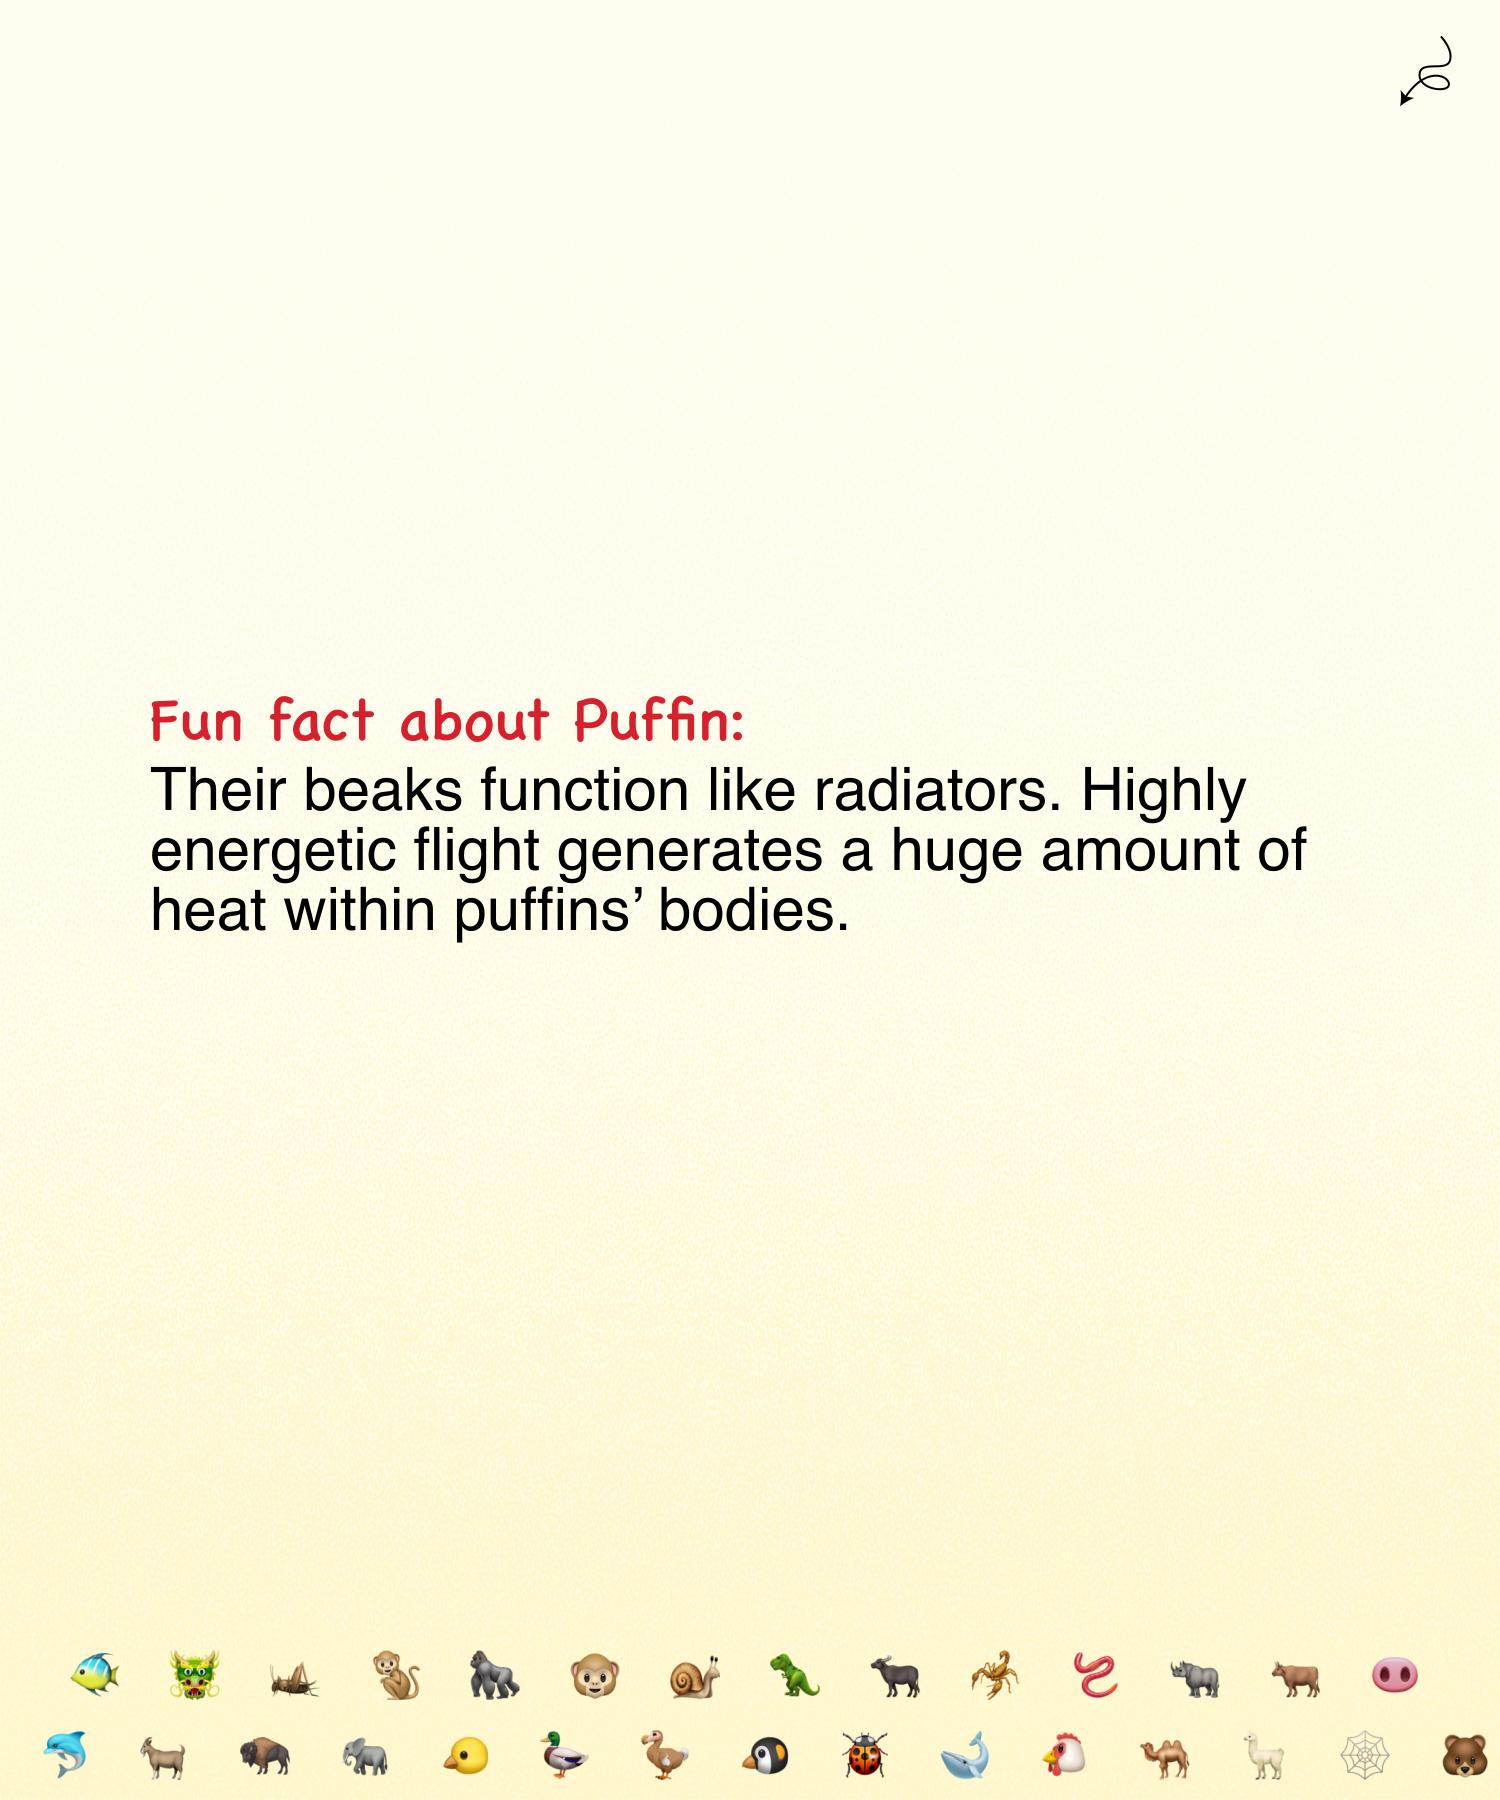 Fun fact about Puffin:
Their beaks function like radiators. Highly
energetic flight generates a huge amount of
heat within puffins’ bodies.